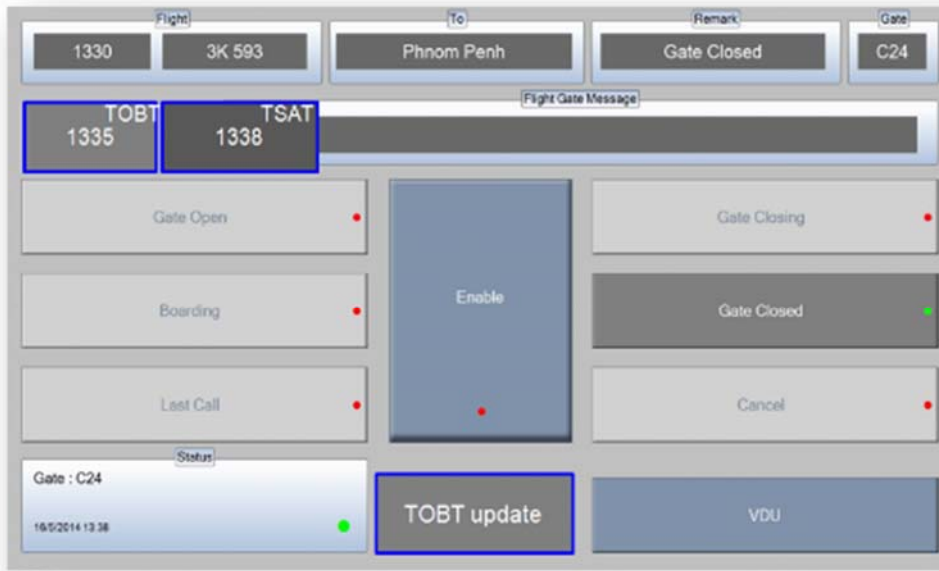 Flight
To
Remark
Gate
1330
3K 593
Phnom Penh
Gate Closed
C24
TOBT
1335
TSAT
1338
Flight Gate Message
Gate Open
Enable
Gate Closing
Boarding
Gate Closed
Last Call
Cancel
Status
Gate : C24
16/5/2014 13:38
TOBT update
VDU